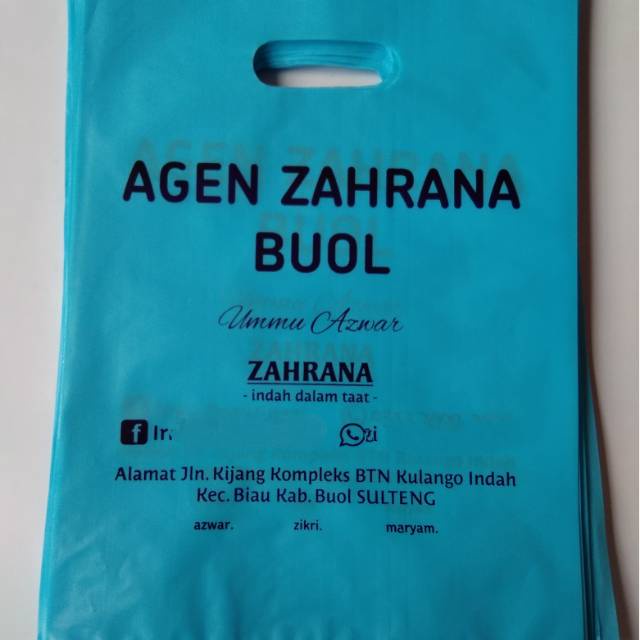 AGEN ZAHRANA
BUOL
Ummu Azwar
ZAHRANA
- indah dalam taat -
Alamat Jln. Kijang Kompleks BTN Kulango Indah
Kec. Biau Kab. Buol SULTENG
azwar. zikri. maryam.